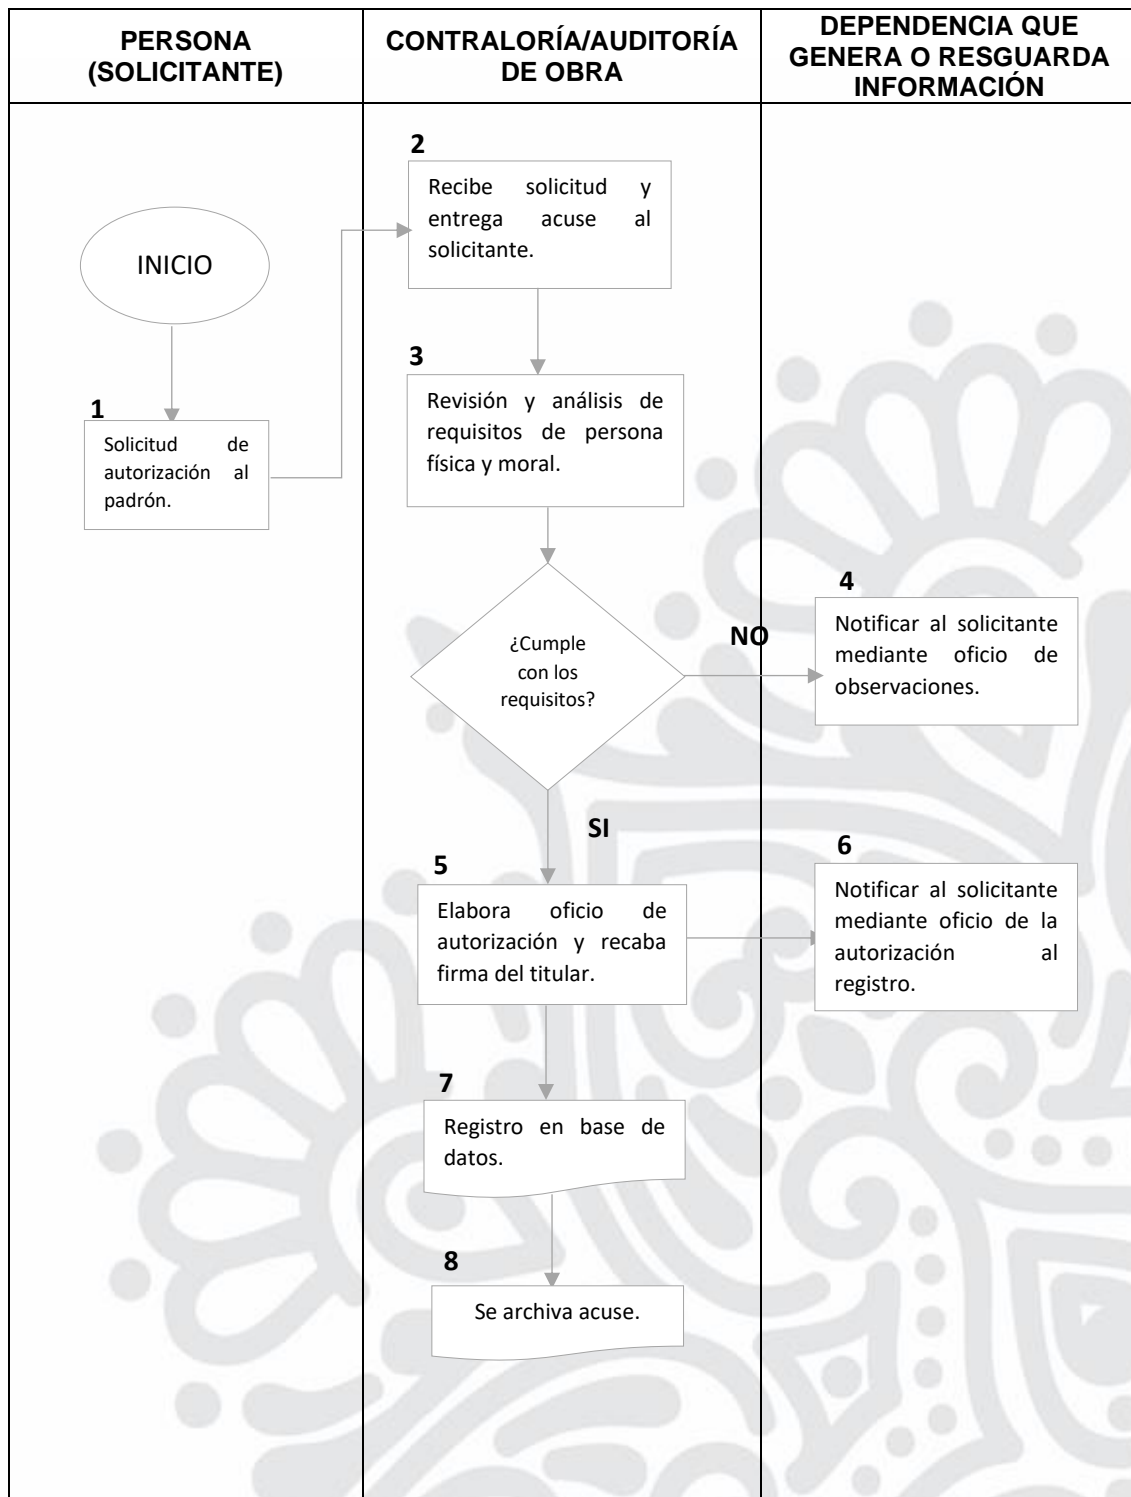 PERSONA
(SOLICITANTE)
CONTRALORÍA/AUDITORÍA
DE OBRA
DEPENDENCIA QUE
GENERA O RESGUARDA
INFORMACIÓN
INICIO
1
Solicitud de
autorización al
padrón.
2
Recibe solicitud y
entrega acuse al
solicitante.
3
Revisión y análisis de
requisitos de persona
física y moral.
¿Cumple
con los
requisitos?
NO
4
Notificar al solicitante
mediante oficio de
observaciones.
SI
5
Elabora oficio de
autorización y recaba
firma del titular.
6
Notificar al solicitante
mediante oficio de la
autorización al
registro.
7
Registro en base de
datos.
8
Se archiva acuse.